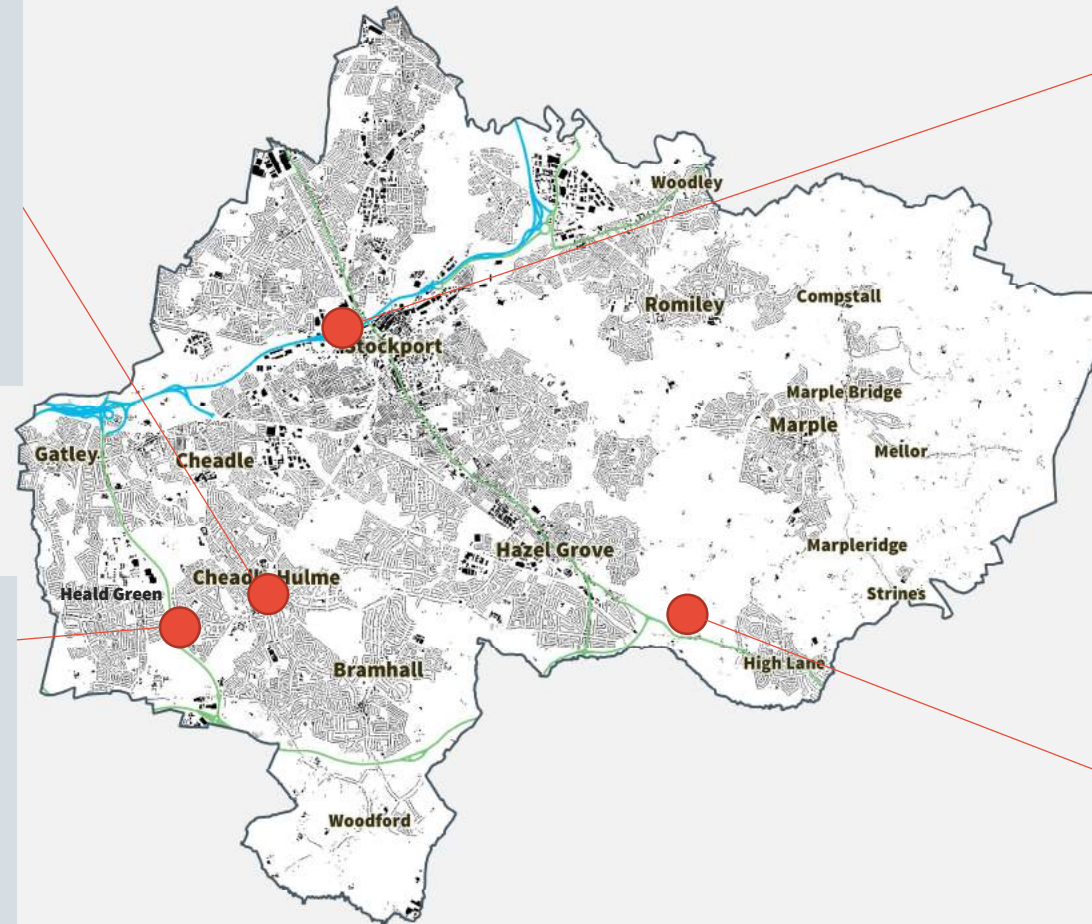 Woodley
Compstall
Romiley
Stockport
Marple Bridge
Marple
Gatley
Cheadle
Mellor
Hazel Grove
Marpleridge
Cheadle Hulme
Heald Green
Strines
High Lane
Bramhall
Woodford